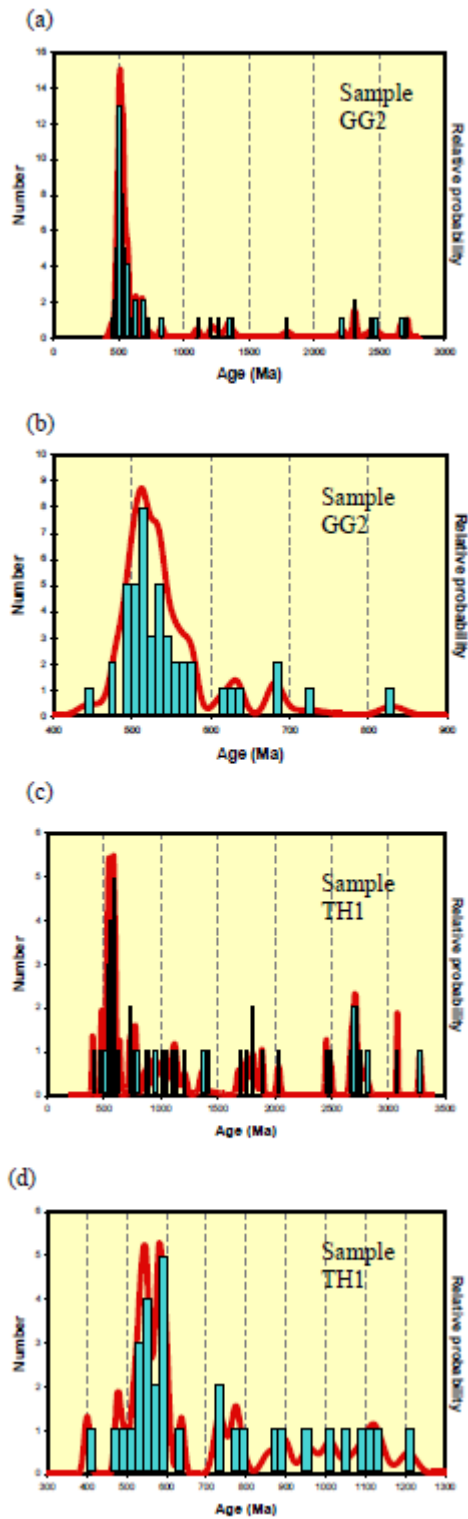 (a)
16
14
12
10
8
6
4
2
0
Number
Sample
GG2
Relative probability
0 500 1000 1500 2000 2500 3000
Age (Ma)
(b)
10
9
8
7
6
5
4
3
2
1
0
Number
Sample
GG2
Relative probability
400 500 600 700 800 900
Age (Ma)
(c)
6
5
4
3
2
1
0
Number
Sample
TH1
Relative probability
0 500 1000 1500 2000 2500 3000 3500
Age (Ma)
(d)
6
5
4
3
2
1
0
Number
Sample
TH1
Relative probability
300 400 500 600 700 800 900 1000 1100 1200 1300
Age (Ma)